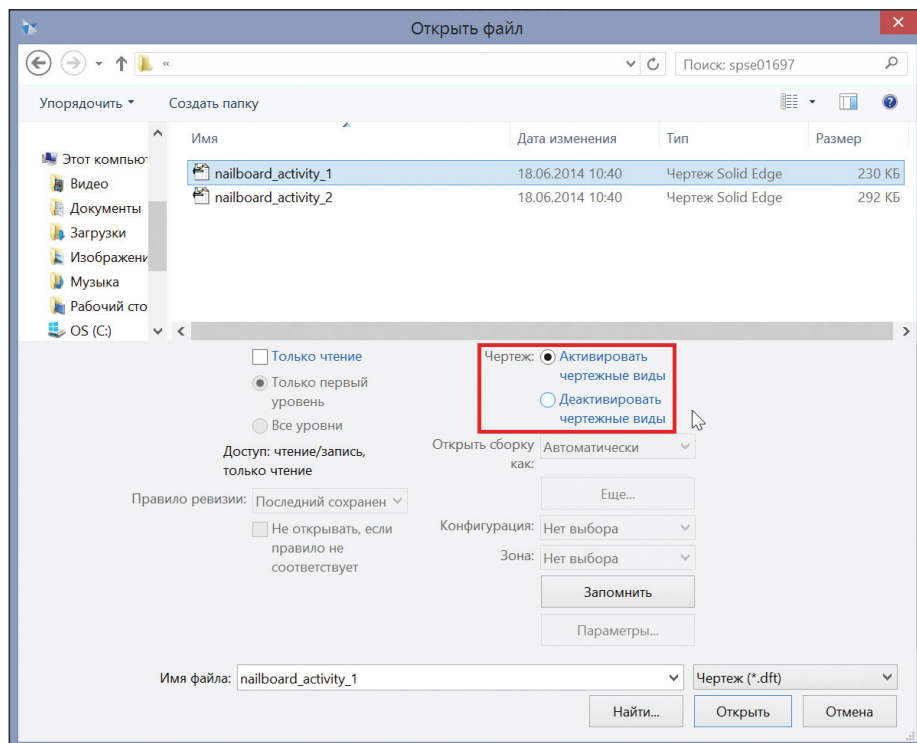 Открыть файл
«
Поиск: spse01697
Упорядочить
Создать папку
Имя Дата изменения Тип Размер
Этот компьют
Видео
Документы
Загрузки
Изображени
Музыка
Рабочий сто
OS (C:)
nailboard_activity_1 18.06.2014 10:40 Чертеж Solid Edge 230 КБ
nailboard_activity_2 18.06.2014 10:40 Чертеж Solid Edge 292 КБ
Только чтение
Только первый
уровень
Все уровни
Доступ: чтение/запись,
только чтение
Правило ревизии: Последний сохранен
Не открывать, если
правило не
соответствует
Чертеж: Активировать
чертежные виды
Деактивировать
чертежные виды
Открыть сборку
как: Автоматически
Еще...
Конфигурация: Нет выбора
Зона: Нет выбора
Запомнить
Параметры...
Имя файла: nailboard_activity_1 Чертеж (*.dft)
Найти... Открыть Отмена